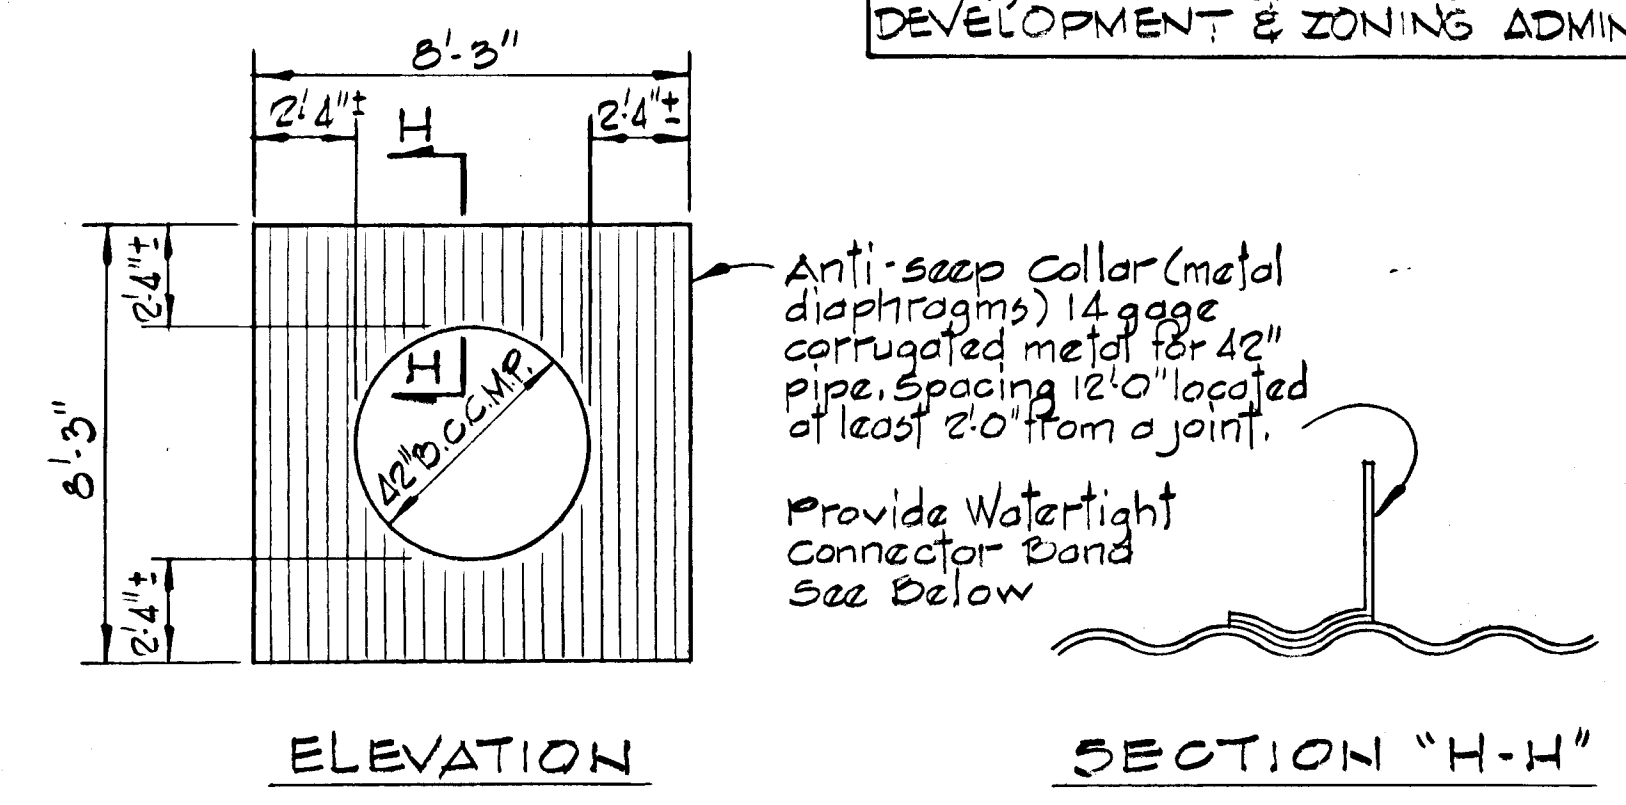 DEVELOPMENT & ZONING ADMIN
8'-3"
2'4"± 2'4"±
H
2'4"±
8'-3"
H
42" B.C.C.M.P.
2'4"±
Anti-seep Collar (metal
diaphragms) 14 gage
corrugated metal for 42"
pipe. Spacing 12'-0" located
at least 2'-0" from a joint.
Provide Watertight
Connector Band
See Below
ELEVATION
SECTION "H-H"